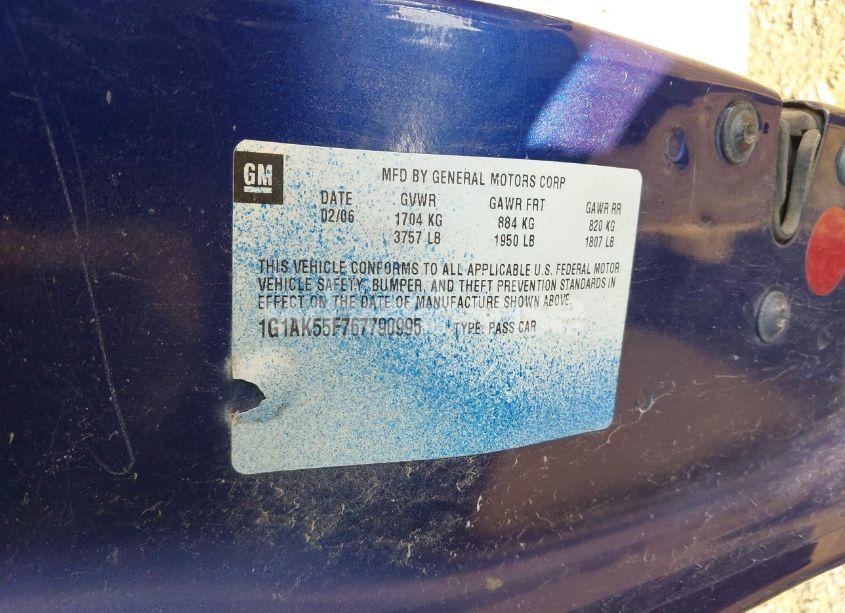 GM
MFD BY GENERAL MOTORS CORP
DATE GVWR GAWR FRT GAWR RR
02/06 1704 KG 884 KG 820 KG
3757 LB 1950 LB 1807 LB
THIS VEHICLE CONFORMS TO ALL APPLICABLE U.S. FEDERAL MOTOR
VEHICLE SAFETY, BUMPER, AND THEFT PREVENTION STANDARDS IN
EFFECT ON THE DATE OF MANUFACTURE SHOWN ABOVE.
1G1AK55F767790995 TYPE: PASS CAR